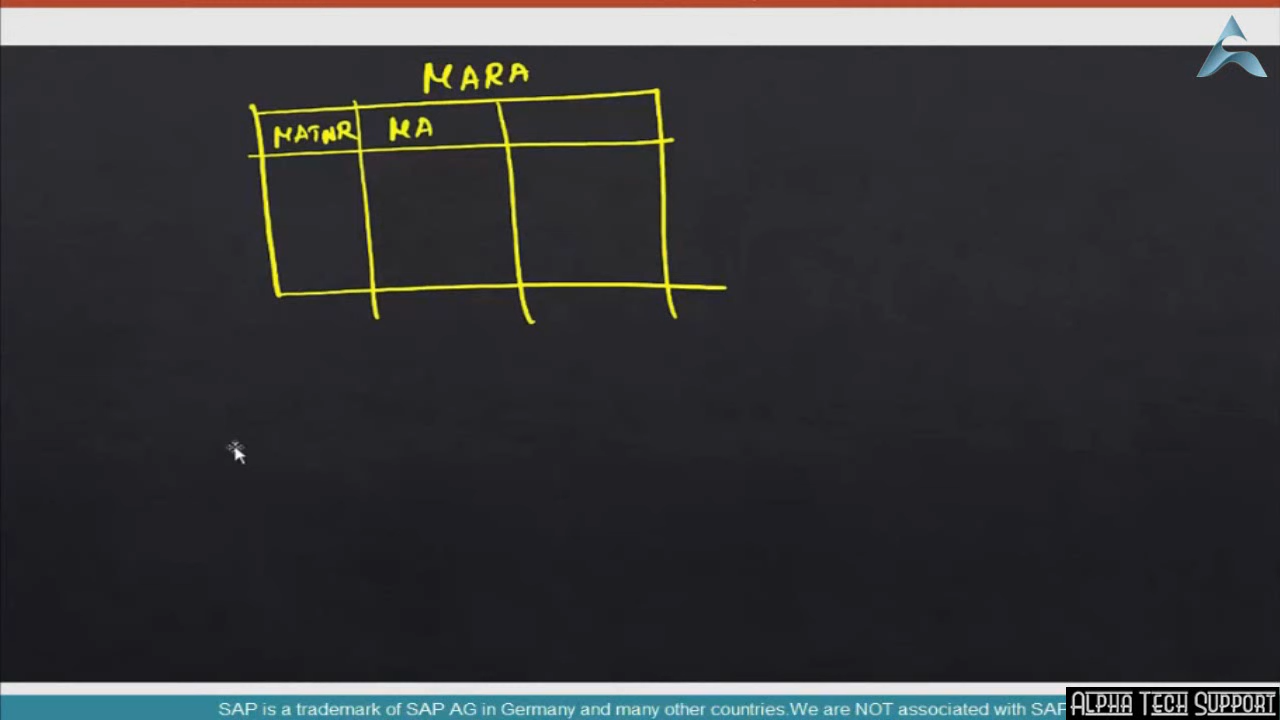 MARA
MATNR MA
SAP is a trademark of SAP AG in Germany and many other countries.We are NOT associated with SAP
ALPHA TECH SUPPORT